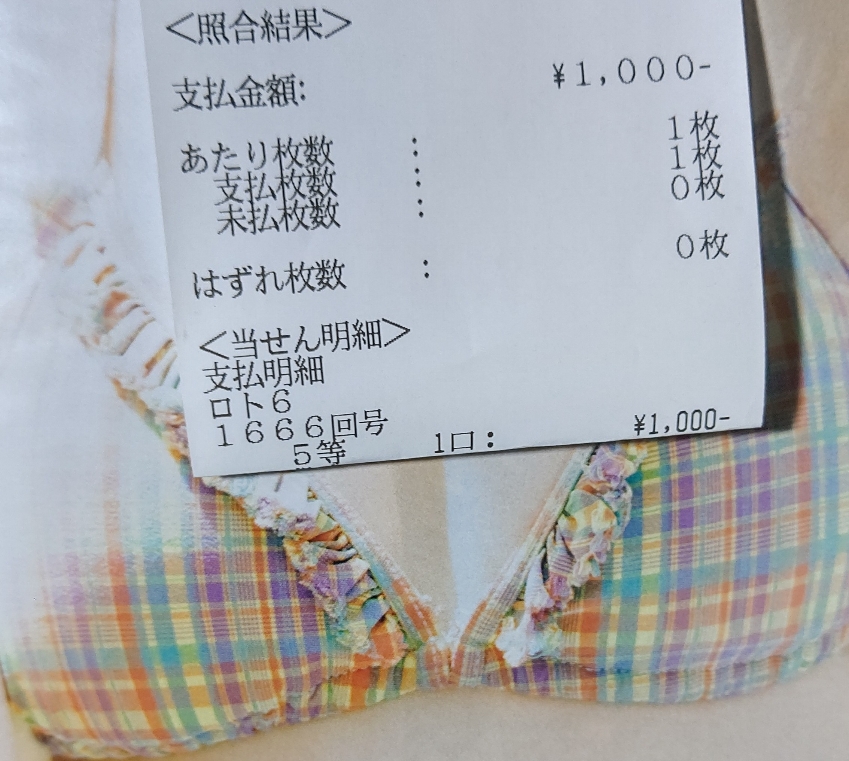 ＜照合結果＞
支払金額: ¥１,０００-
あたり枚数 : １枚
支払枚数 : １枚
未払枚数 : ０枚
はずれ枚数 : ０枚
＜当せん明細＞
支払明細
ロト６
１６６６回号
５等 1口: ¥1,000-